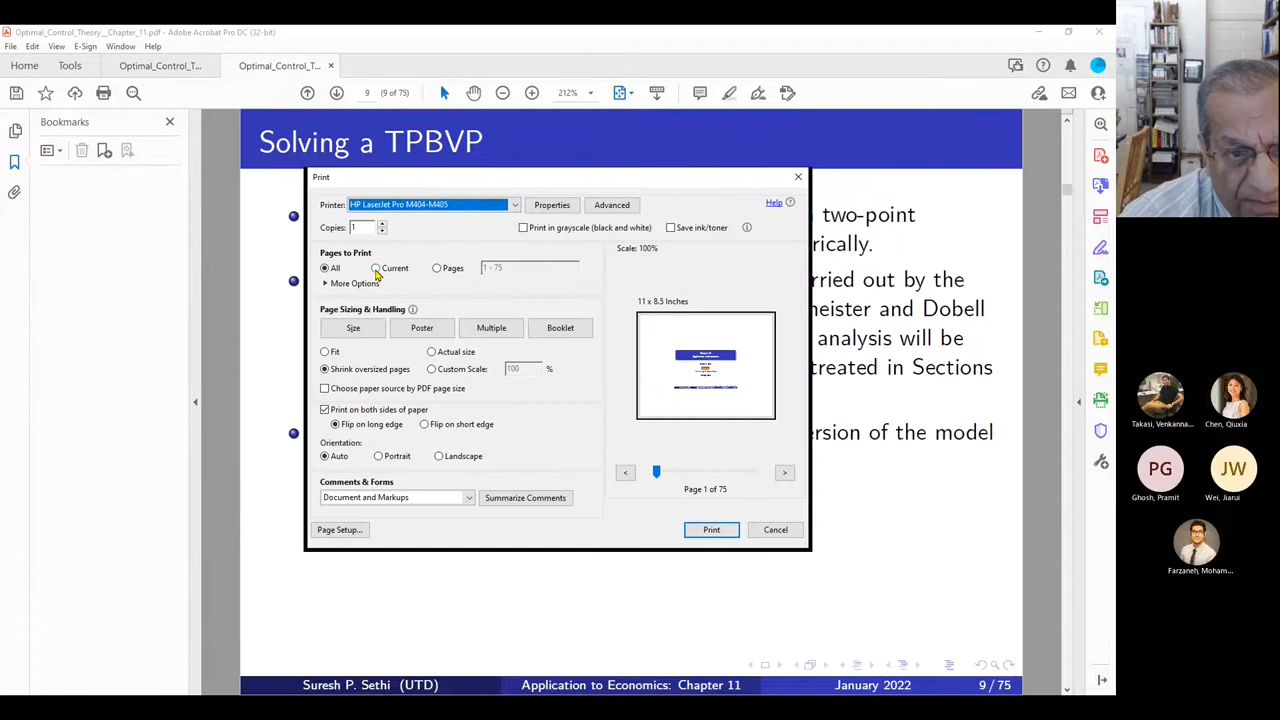 Optimal_Control_Theory__Chapter_11.pdf - Adobe Acrobat Pro DC (32-bit)
File Edit View E-Sign Window Help
Home Tools Optimal_Control_T... Optimal_Control_T...
9 (9 of 75) 212%
Bookmarks
Solving a TPBVP
two-point
rically.
rried out by the
meister and Dobell
analysis will be
treated in Sections
ersion of the model
Print
Printer: HP LaserJet Pro M404-M405 Properties Advanced Help
Copies: 1 Print in grayscale (black and white) Save ink/toner
Pages to Print
All Current Pages 1 - 75
More Options
Page Sizing & Handling
Size Poster Multiple Booklet
Fit Actual size
Shrink oversized pages Custom Scale: 100 %
Choose paper source by PDF page size
Print on both sides of paper
Flip on long edge Flip on short edge
Orientation:
Auto Portrait Landscape
Comments & Forms
Document and Markups Summarize Comments
Page Setup...
Scale: 100%
11 x 8.5 Inches
< >
Page 1 of 75
Print Cancel
Suresh P. Sethi (UTD) Application to Economics: Chapter 11 January 2022 9 / 75
Takasi, Venkanna... Chen, Qiuxia
PG JW
Ghosh, Pramit Wei, Jiarui
Farzaneh, Moham...